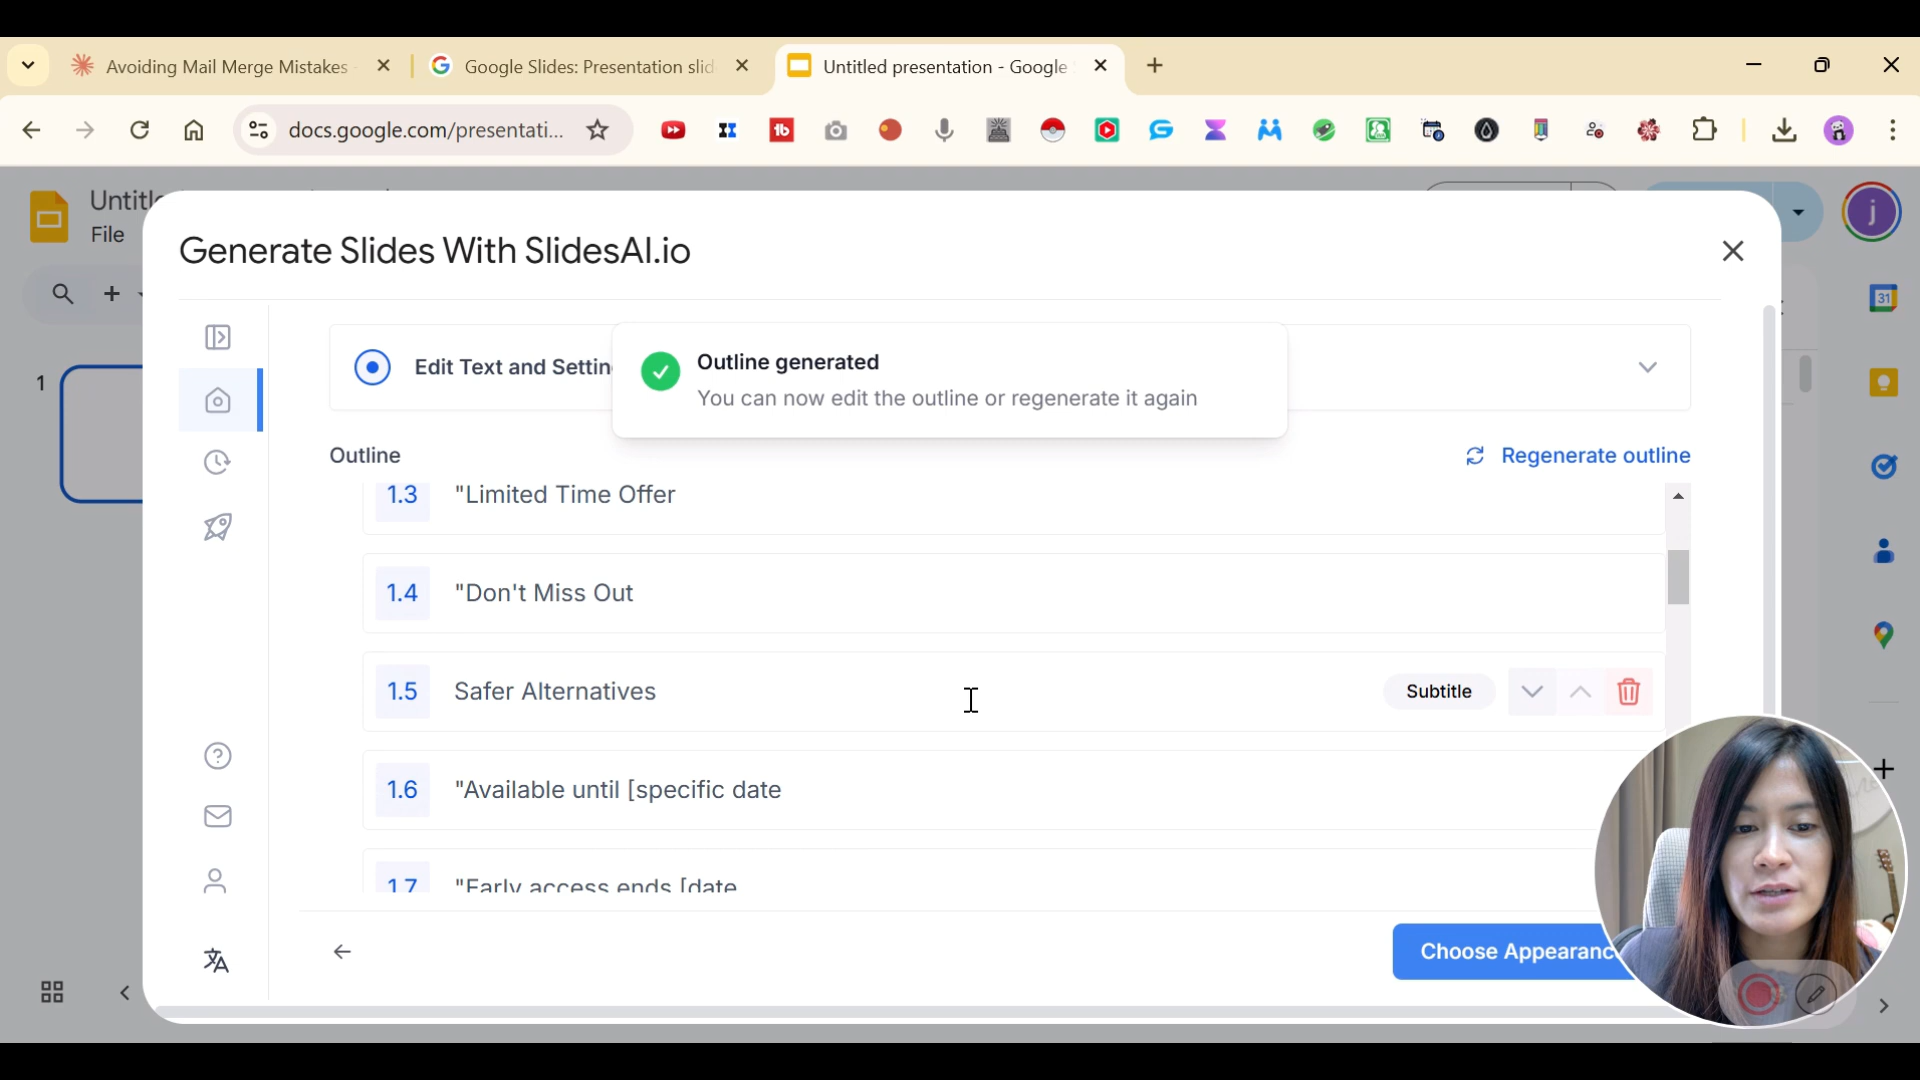 Avoiding Mail Merge Mistakes
Google Slides: Presentation slid
Untitled presentation - Google
docs.google.com/presentati...
File
Generate Slides With SlidesAI.io
j
31
1
Edit Text and Settin
Outline generated
You can now edit the outline or regenerate it again
Outline
Regenerate outline
1.3 "Limited Time Offer
1.4 "Don't Miss Out
1.5 Safer Alternatives Subtitle
1.6 "Available until [specific date
1.7 "Early access ends [date
Choose Appearanc